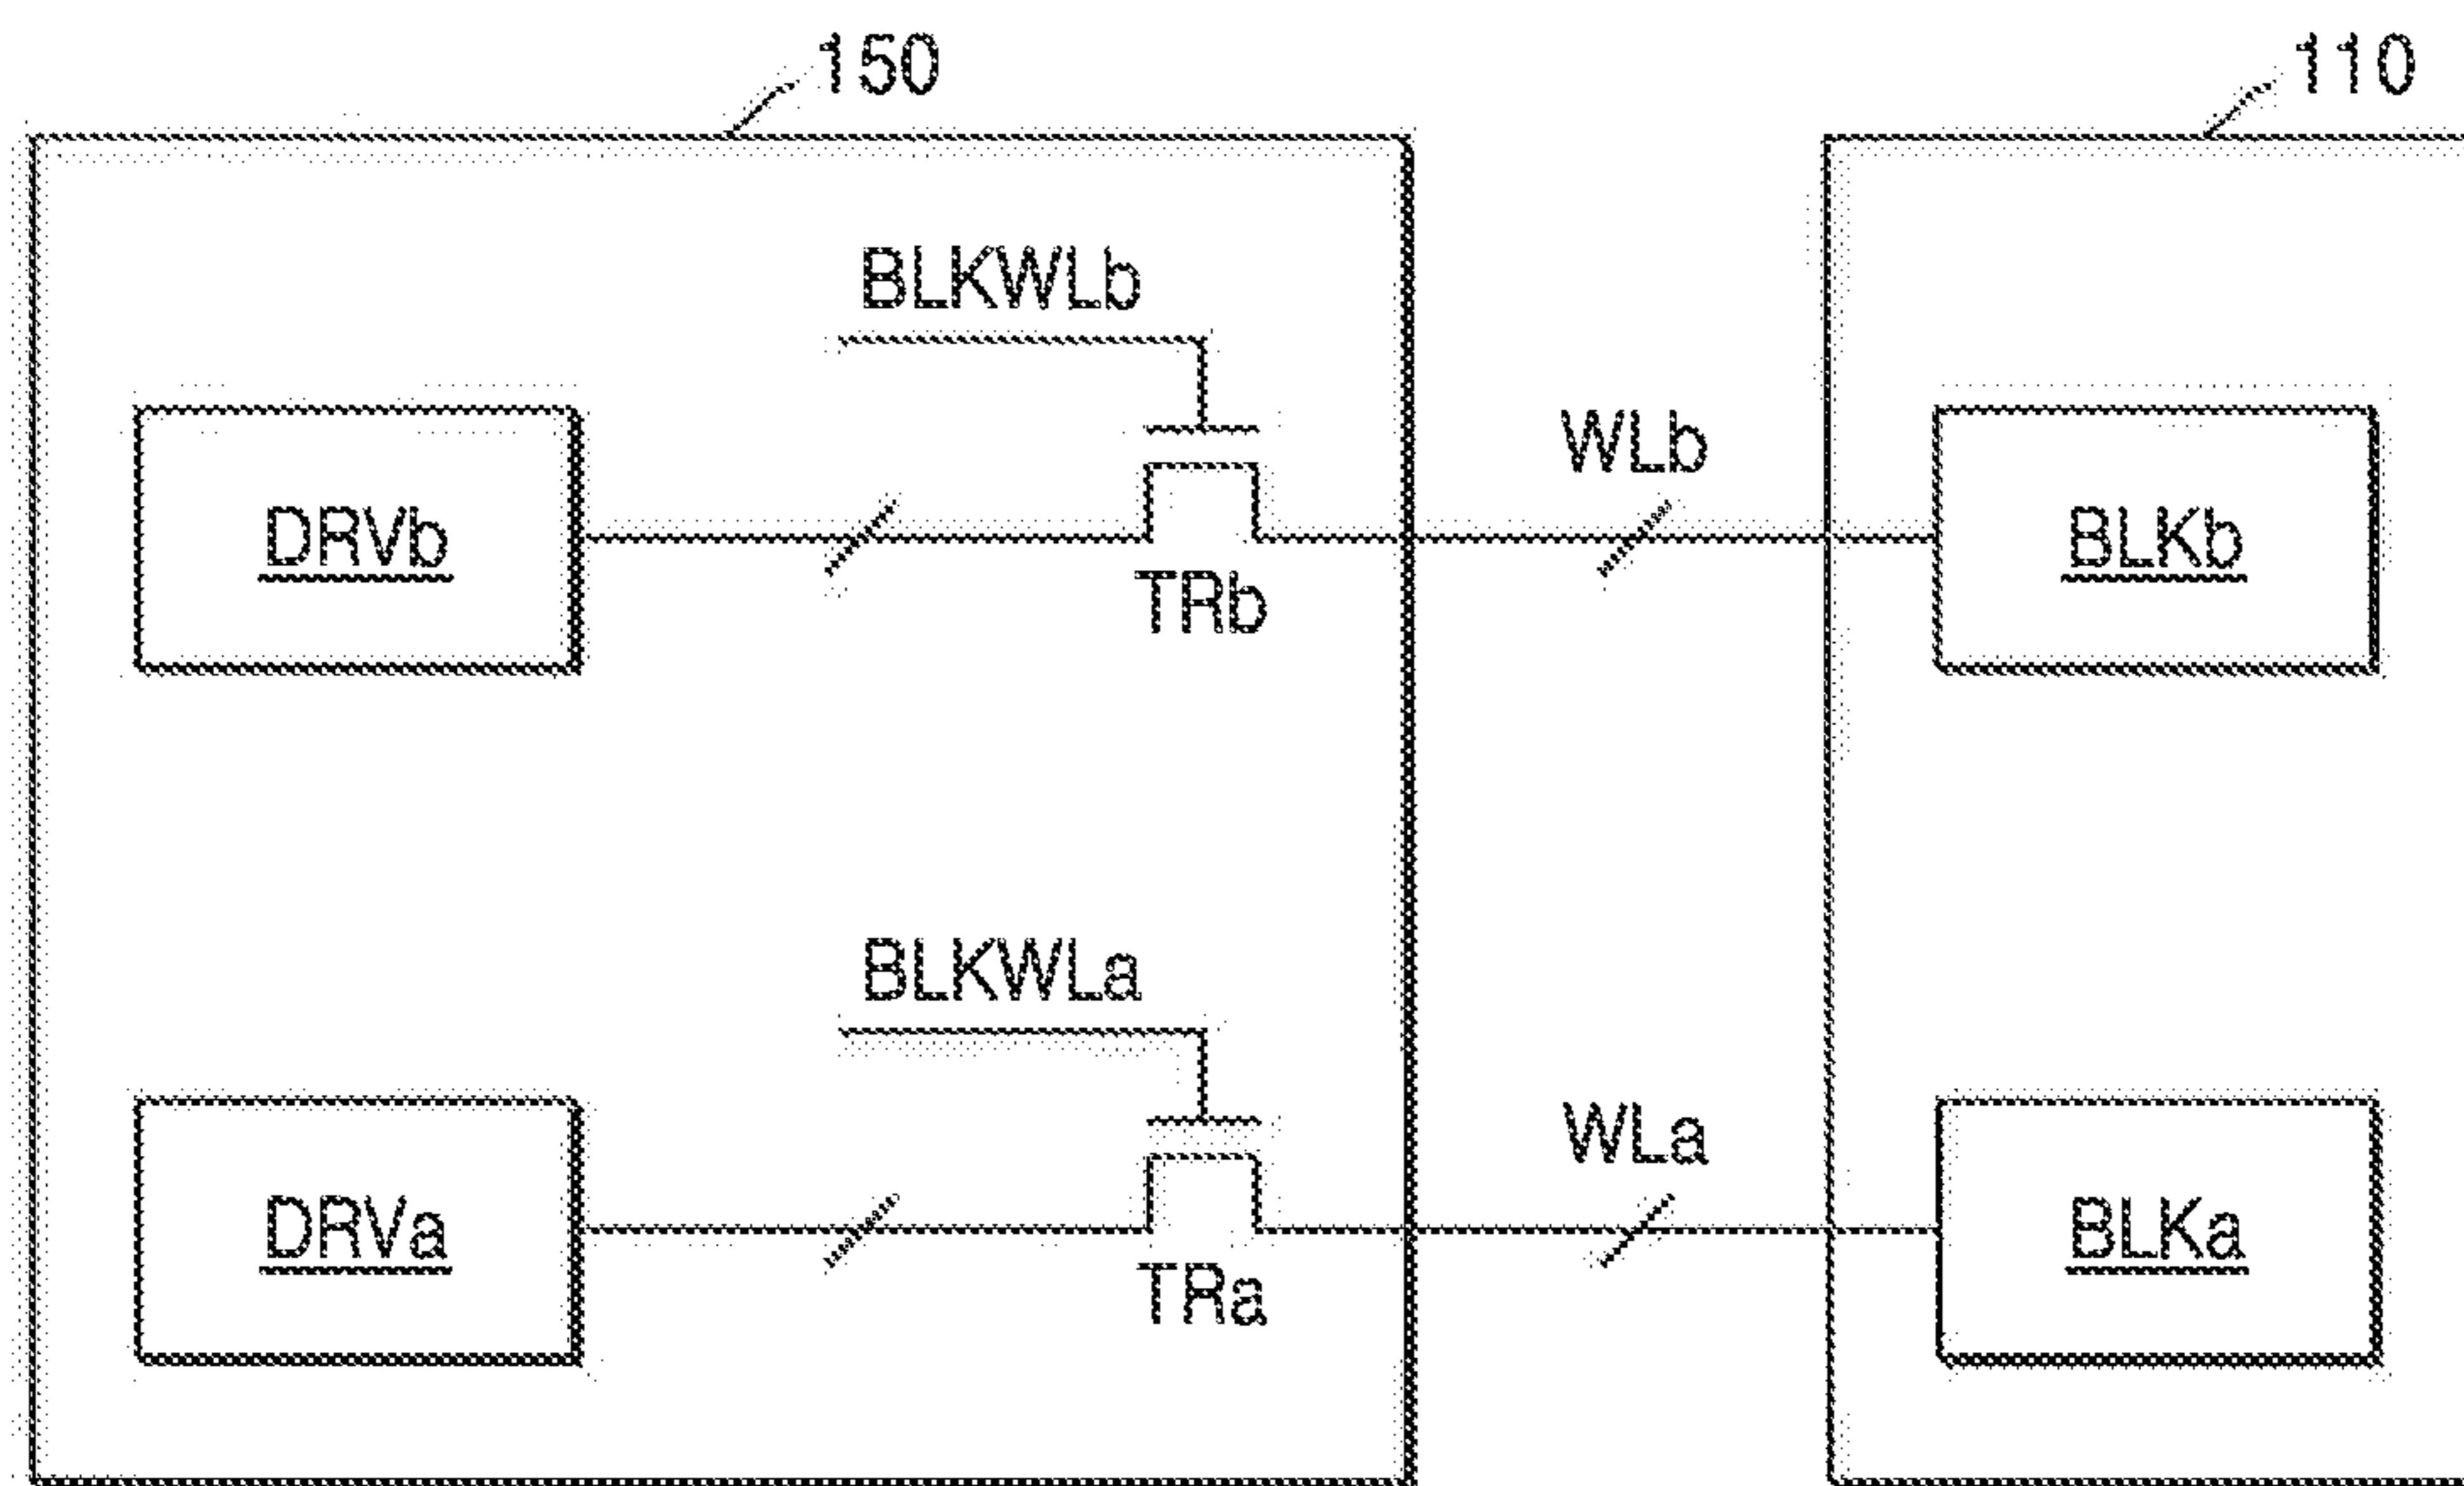 150
110
BLKWLb
WLb
DRVb
BLKb
TRb
BLKWLa
WLa
DRVa
BLKa
TRa